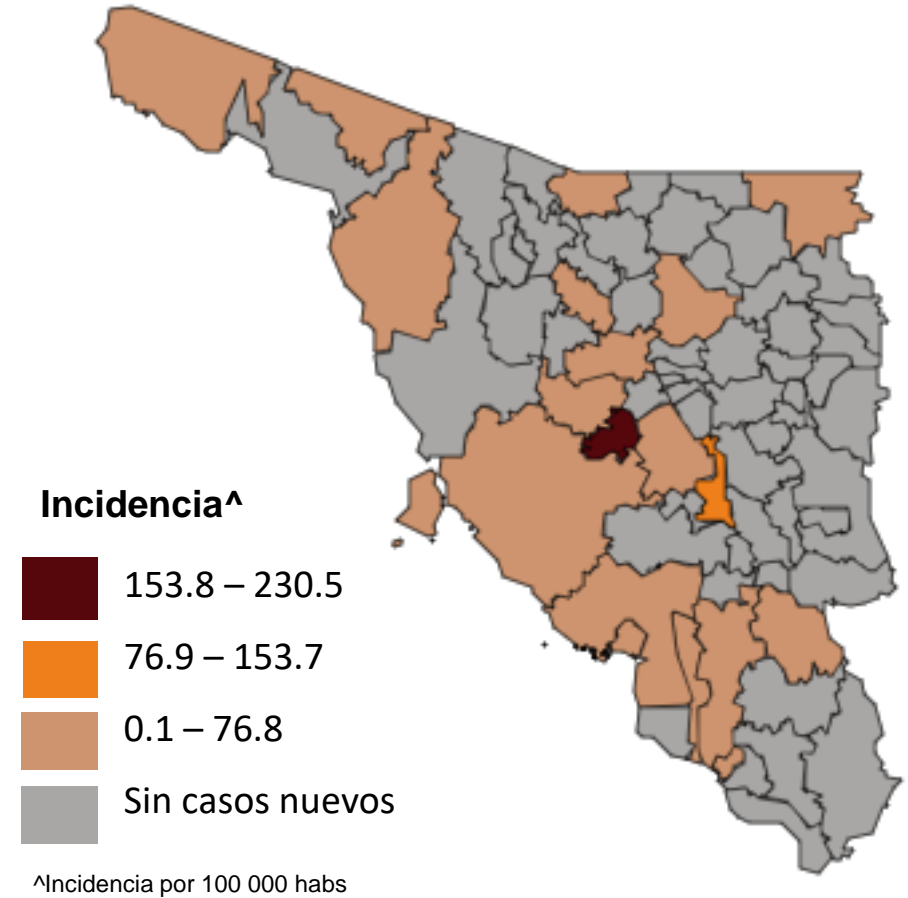 Incidencia^
153.8 – 230.5
76.9 – 153.7
0.1 – 76.8
Sin casos nuevos
^Incidencia por 100 000 habs